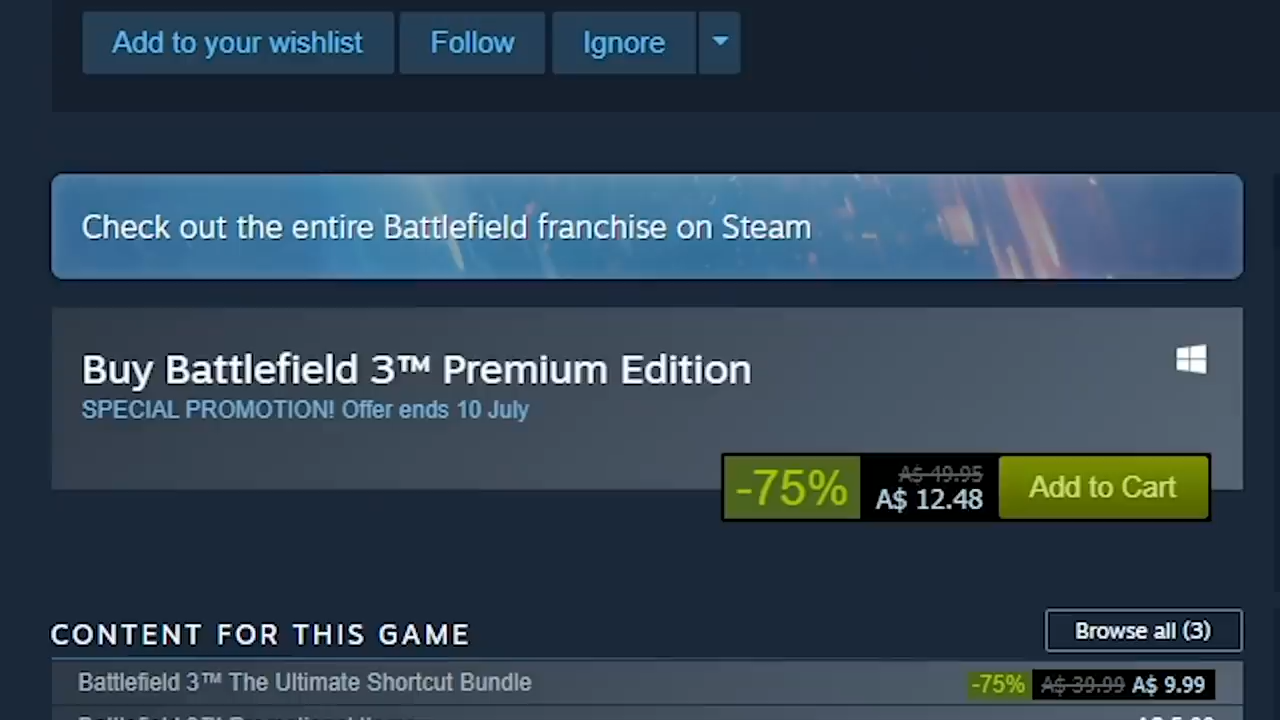 Add to your wishlist
Follow
Ignore
Check out the entire Battlefield franchise on Steam
Buy Battlefield 3™ Premium Edition
SPECIAL PROMOTION! Offer ends 10 July
-75%
A$ 49.95
A$ 12.48
Add to Cart
CONTENT FOR THIS GAME
Browse all (3)
Battlefield 3™ The Ultimate Shortcut Bundle
-75% A$ 39.99 A$ 9.99